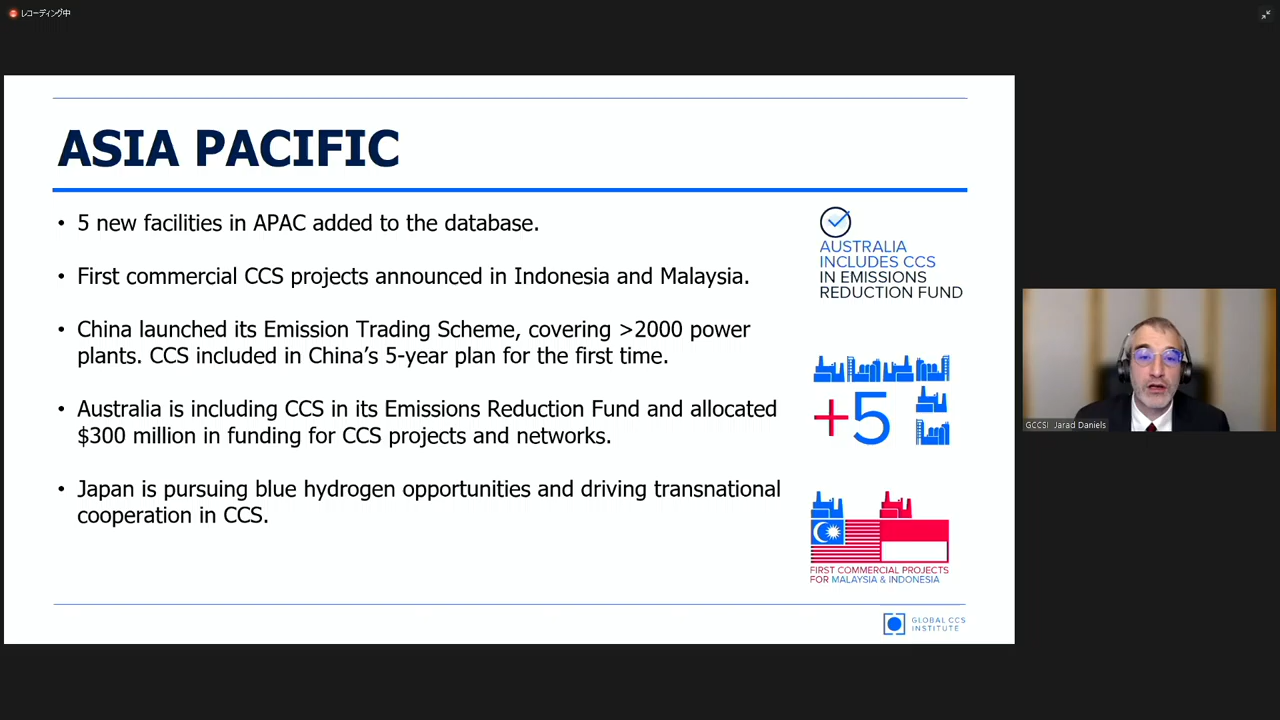 レコーディング中
ASIA PACIFIC
• 5 new facilities in APAC added to the database.
• First commercial CCS projects announced in Indonesia and Malaysia.
• China launched its Emission Trading Scheme, covering >2000 power
plants. CCS included in China’s 5-year plan for the first time.
• Australia is including CCS in its Emissions Reduction Fund and allocated
$300 million in funding for CCS projects and networks.
• Japan is pursuing blue hydrogen opportunities and driving transnational
cooperation in CCS.
AUSTRALIA
INCLUDES CCS
IN EMISSIONS
REDUCTION FUND
+5
FIRST COMMERCIAL PROJECTS
FOR MALAYSIA & INDONESIA
GLOBAL CCS
INSTITUTE
GCCSI Jarad Daniels